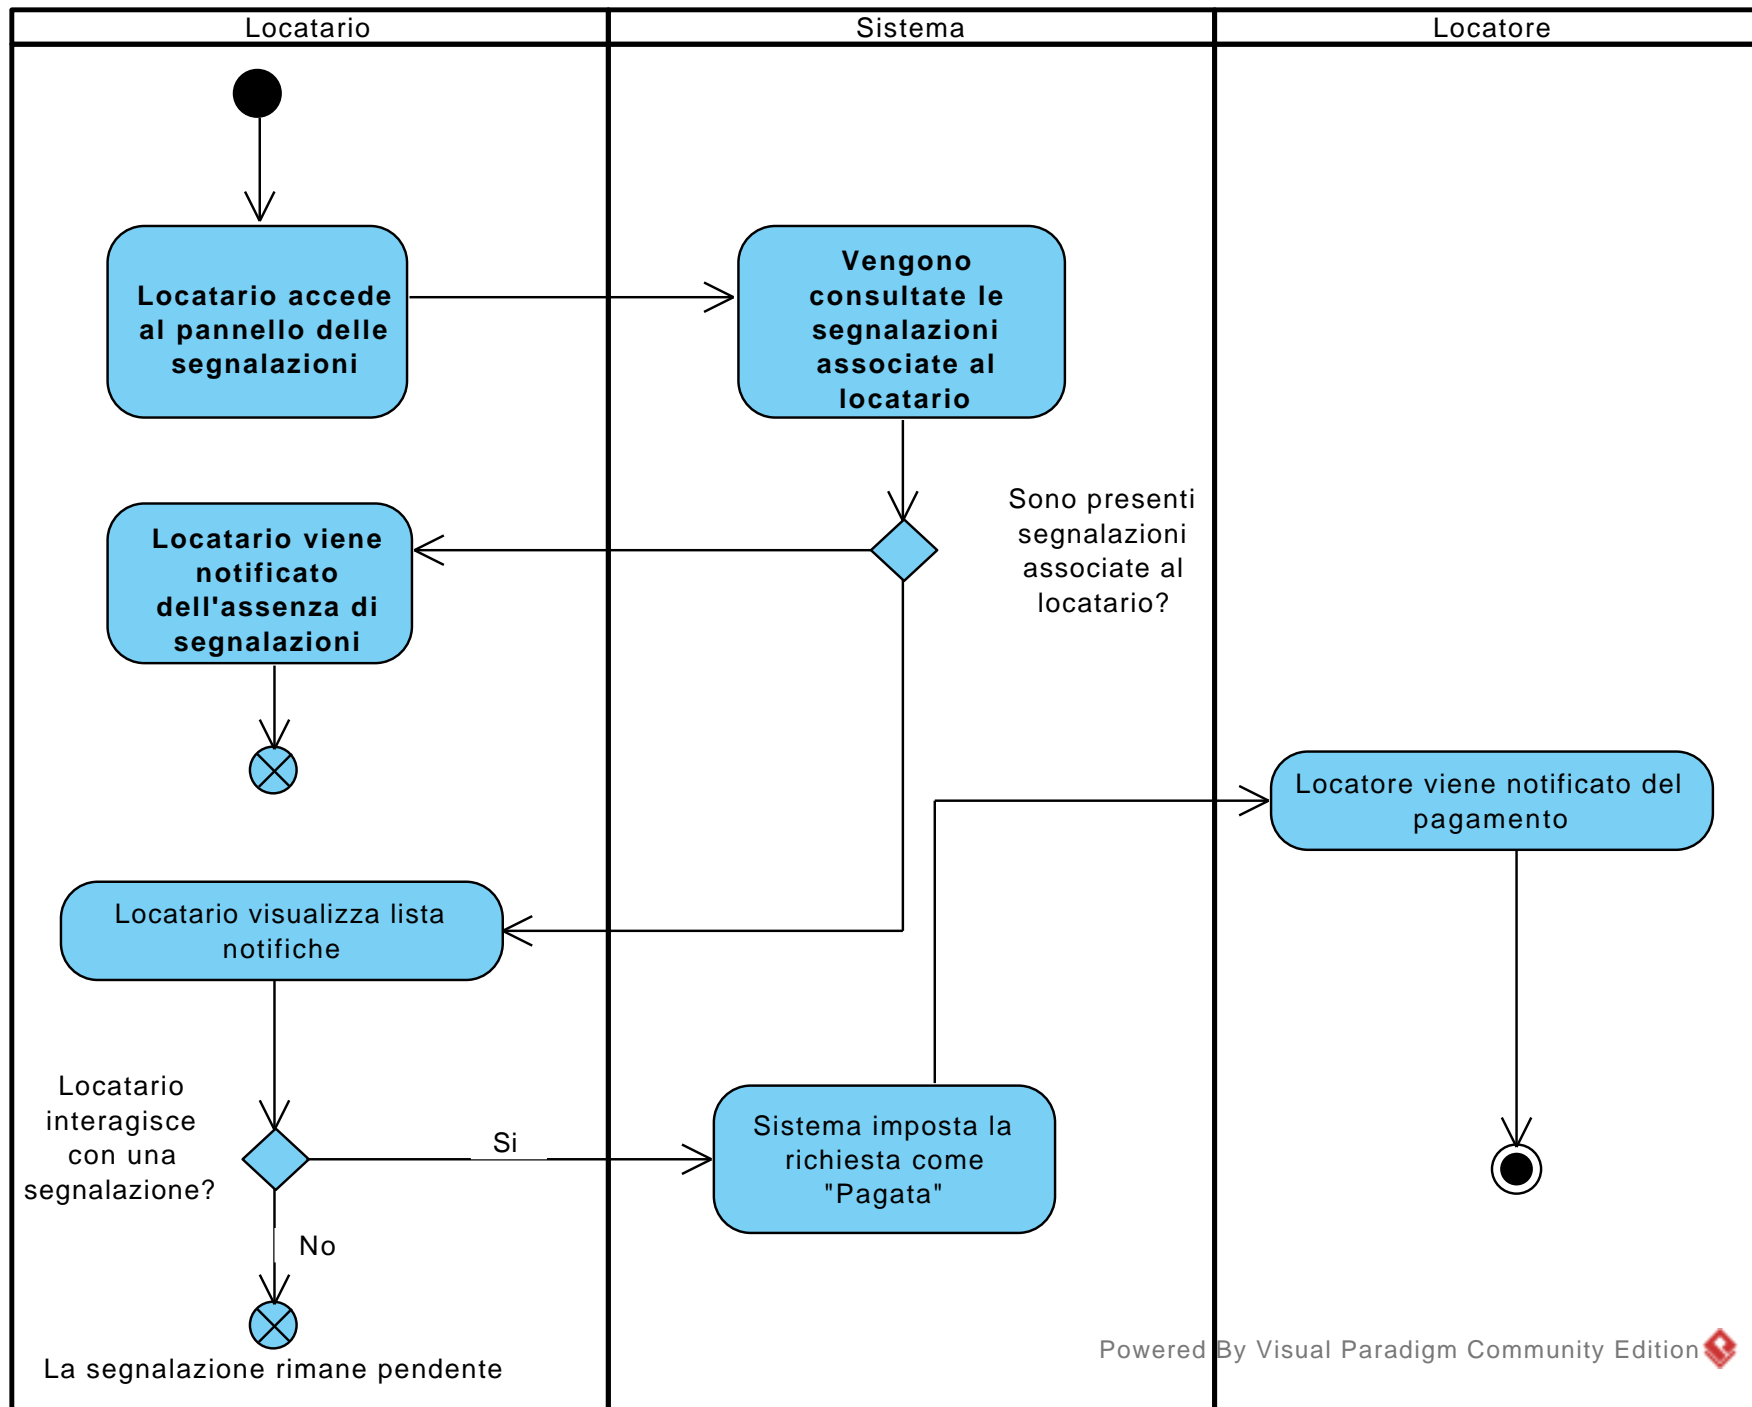 Locatario
Sistema
Locatore
Locatario accede
al pannello delle
segnalazioni
Vengono
consultate le
segnalazioni
associate al
locatario
Sono presenti
segnalazioni
associate al
locatario?
Locatario viene
notificato
dell'assenza di
segnalazioni
Locatore viene notificato del
pagamento
Locatario visualizza lista
notifiche
Locatario
interagisce
con una
segnalazione?
Si
Sistema imposta la
richiesta come
"Pagata"
No
La segnalazione rimane pendente
Powered By Visual Paradigm Community Edition